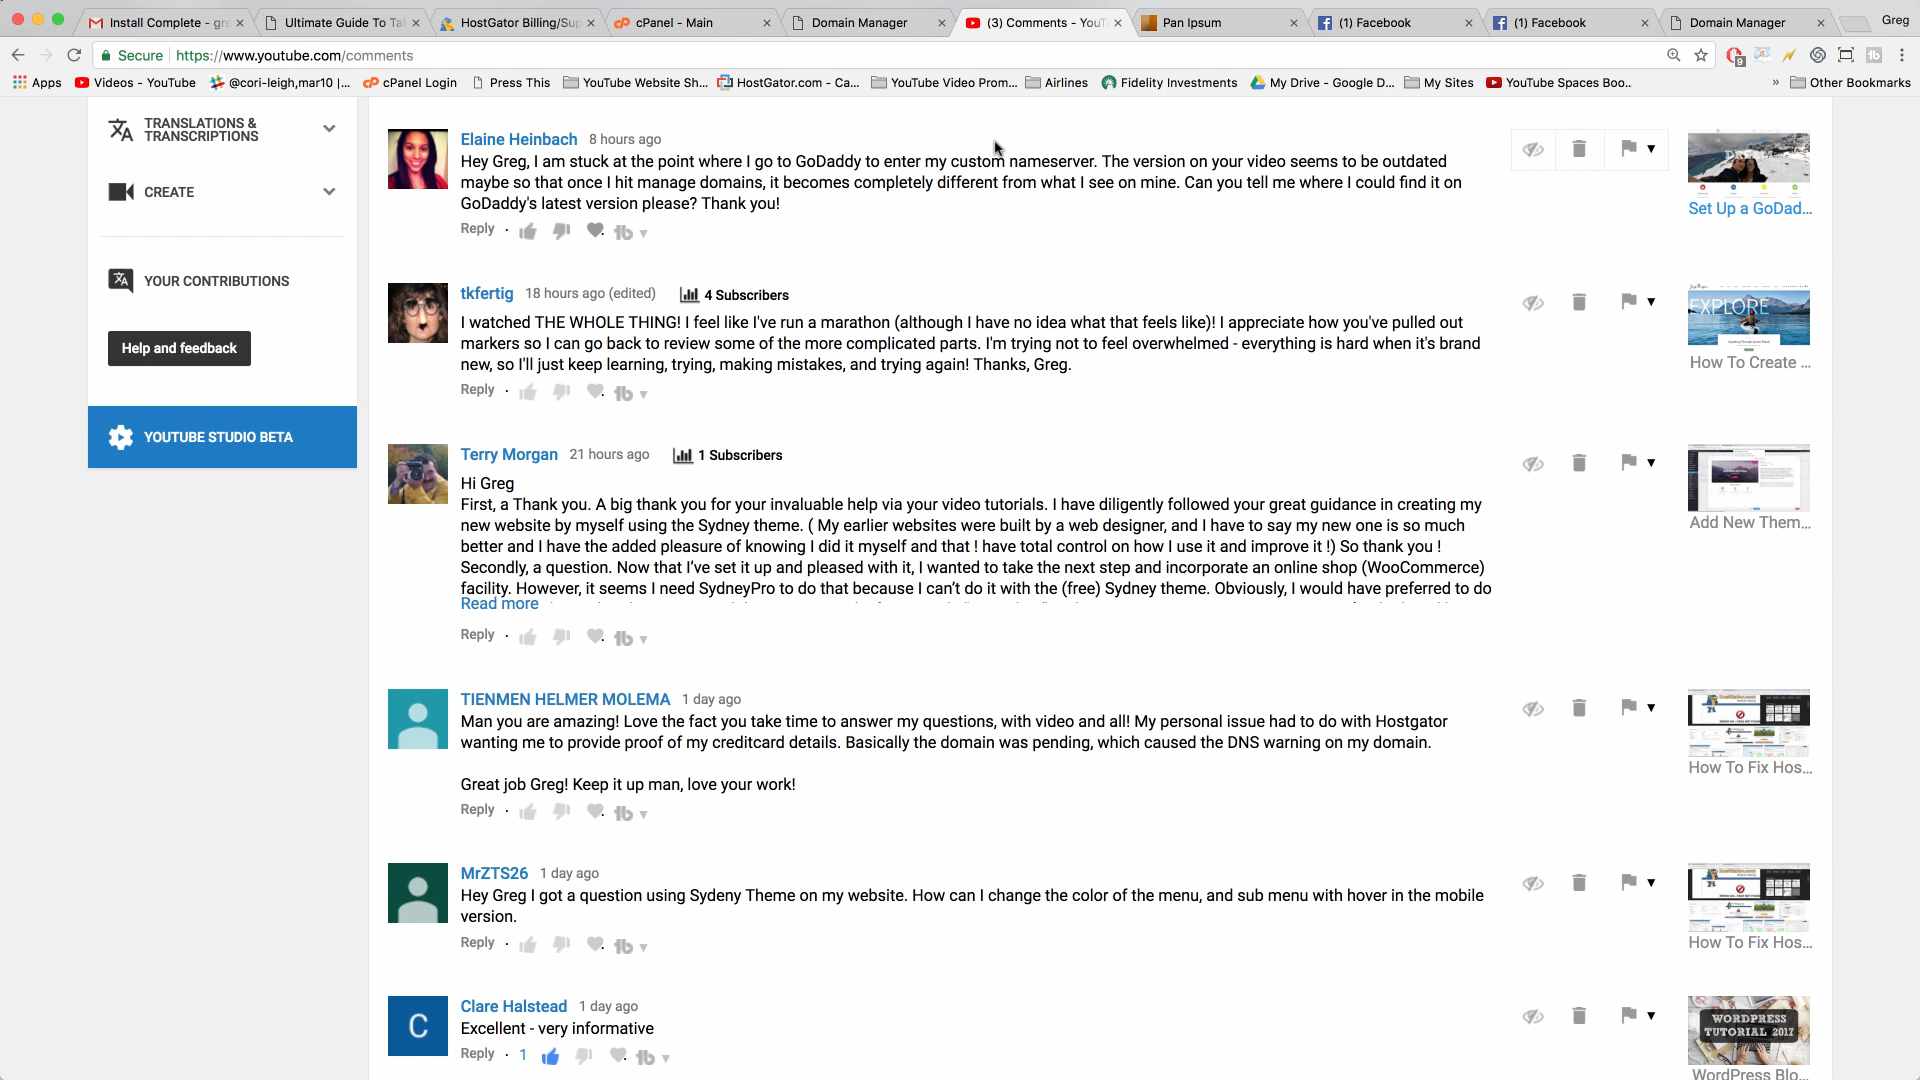 Install Complete - gre
Ultimate Guide To Tal
HostGator Billing/Sup
cPanel - Main
Domain Manager
(3) Comments - YouT
Pan Ipsum
(1) Facebook
(1) Facebook
Domain Manager
Greg
Secure
https://www.youtube.com/comments
9
Apps
Videos - YouTube
@cori-leigh,mar10 |...
cPanel Login
Press This
YouTube Website Sh...
HostGator.com - Ca...
YouTube Video Prom...
Airlines
Fidelity Investments
My Drive - Google D...
My Sites
YouTube Spaces Boo...
»
Other Bookmarks
TRANSLATIONS &
TRANSCRIPTIONS
CREATE
YOUR CONTRIBUTIONS
Help and feedback
YOUTUBE STUDIO BETA
Elaine Heinbach 8 hours ago
Hey Greg, I am stuck at the point where I go to GoDaddy to enter my custom nameserver. The version on your video seems to be outdated
maybe so that once I hit manage domains, it becomes completely different from what I see on mine. Can you tell me where I could find it on
GoDaddy's latest version please? Thank you!
Reply ·
Set Up a GoDad...
tkfertig 18 hours ago (edited) 4 Subscribers
I watched THE WHOLE THING! I feel like I've run a marathon (although I have no idea what that feels like)! I appreciate how you've pulled out
markers so I can go back to review some of the more complicated parts. I'm trying not to feel overwhelmed - everything is hard when it's brand
new, so I'll just keep learning, trying, making mistakes, and trying again! Thanks, Greg.
Reply ·
EXPLORE
How To Create ...
Terry Morgan 21 hours ago 1 Subscribers
Hi Greg
First, a Thank you. A big thank you for your invaluable help via your video tutorials. I have diligently followed your great guidance in creating my
new website by myself using the Sydney theme. ( My earlier websites were built by a web designer, and I have to say my new one is so much
better and I have the added pleasure of knowing I did it myself and that ! have total control on how I use it and improve it !) So thank you !
Secondly, a question. Now that I've set it up and pleased with it, I wanted to take the next step and incorporate an online shop (WooCommerce)
facility. However, it seems I need SydneyPro to do that because I can't do it with the (free) Sydney theme. Obviously, I would have preferred to do
Read more
Reply ·
Add New Them...
TIENMEN HELMER MOLEMA 1 day ago
Man you are amazing! Love the fact you take time to answer my questions, with video and all! My personal issue had to do with Hostgator
wanting me to provide proof of my creditcard details. Basically the domain was pending, which caused the DNS warning on my domain.
Great job Greg! Keep it up man, love your work!
Reply ·
How To Fix Hos...
MrZTS26 1 day ago
Hey Greg I got a question using Sydeny Theme on my website. How can I change the color of the menu, and sub menu with hover in the mobile
version.
Reply ·
How To Fix Hos...
C
Clare Halstead 1 day ago
Excellent - very informative
Reply · 1
WORDPRESS
TUTORIAL 2017
WordPress Blo...